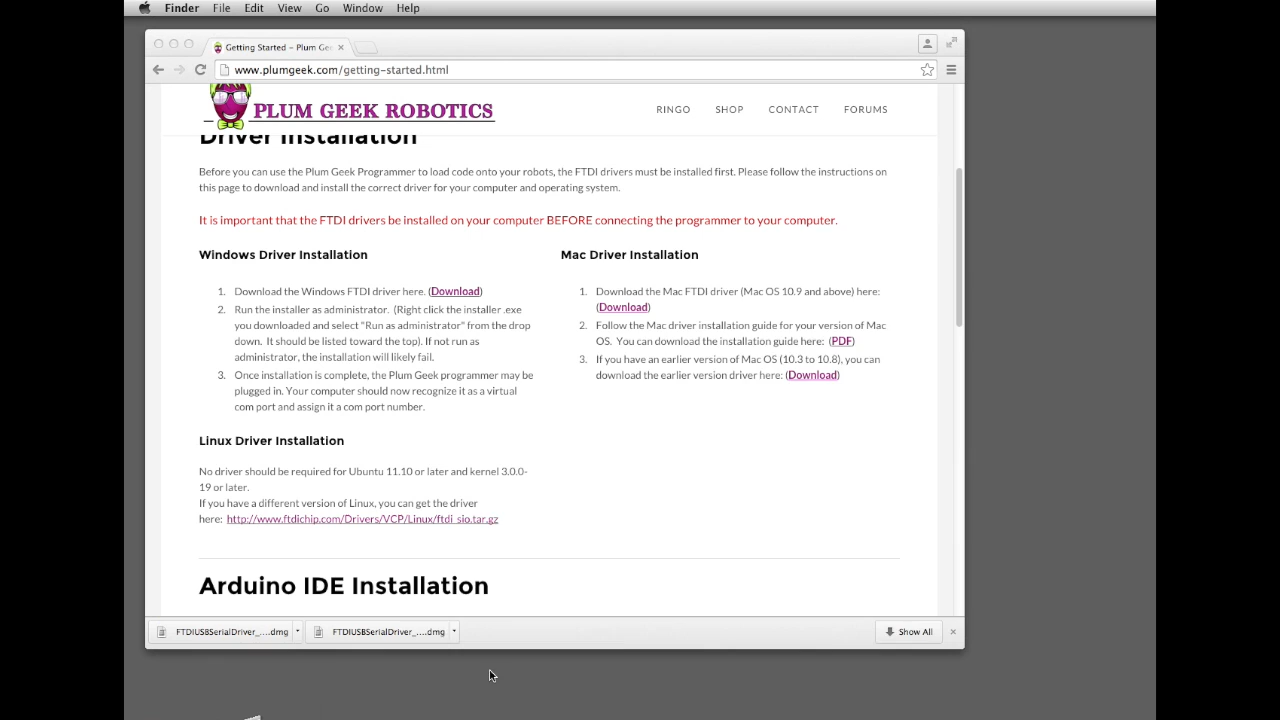 Finder File Edit View Go Window Help
Getting Started – Plum Ge
www.plumgeek.com/getting-started.html
PLUM GEEK ROBOTICS
RINGO SHOP CONTACT FORUMS
Driver Installation
Before you can use the Plum Geek Programmer to load code onto your robots, the FTDI drivers must be installed first. Please follow the instructions on
this page to download and install the correct driver for your computer and operating system.
It is important that the FTDI drivers be installed on your computer BEFORE connecting the programmer to your computer.
Windows Driver Installation
1. Download the Windows FTDI driver here. (Download)
2. Run the installer as administrator. (Right click the installer .exe
you downloaded and select "Run as administrator" from the drop
down. It should be listed toward the top). If not run as
administrator, the installation will likely fail.
3. Once installation is complete, the Plum Geek programmer may be
plugged in. Your computer should now recognize it as a virtual
com port and assign it a com port number.
Mac Driver Installation
1. Download the Mac FTDI driver (Mac OS 10.9 and above) here:
(Download)
2. Follow the Mac driver installation guide for your version of Mac
OS. You can download the installation guide here: (PDF)
3. If you have an earlier version of Mac OS (10.3 to 10.8), you can
download the earlier version driver here: (Download)
Linux Driver Installation
No driver should be required for Ubuntu 11.10 or later and kernel 3.0.0-
19 or later.
If you have a different version of Linux, you can get the driver
here: http://www.ftdichip.com/Drivers/VCP/Linux/ftdi_sio.tar.gz
Arduino IDE Installation
FTDIUSBSerialDriver_....dmg FTDIUSBSerialDriver_....dmg Show All